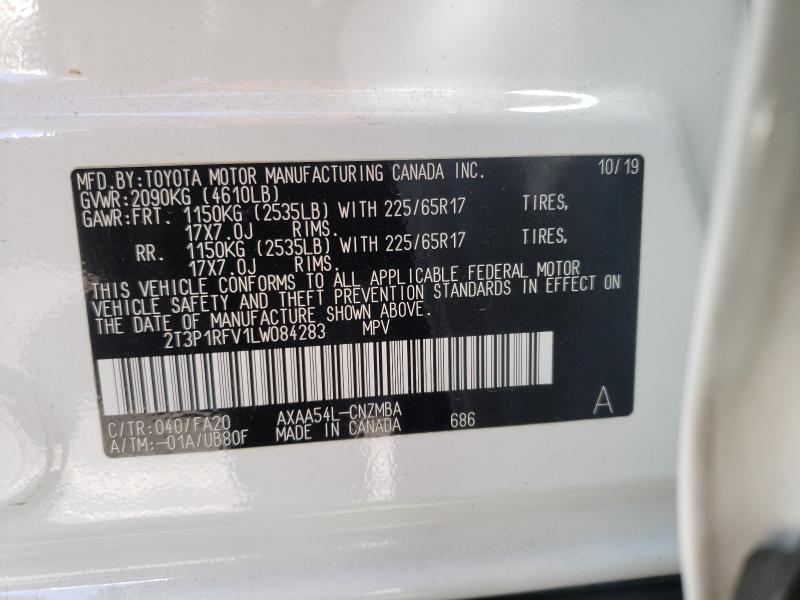 MFD.BY:TOYOTA MOTOR MANUFACTURING CANADA INC. 10/19
GVWR:2090KG (4610LB)
GAWR:FRT. 1150KG (2535LB) WITH 225/65R17 TIRES,
17X7.0J RIMS.
RR. 1150KG (2535LB) WITH 225/65R17 TIRES,
17X7.0J RIMS.
THIS VEHICLE CONFORMS TO ALL APPLICABLE FEDERAL MOTOR
VEHICLE SAFETY AND THEFT PREVENTION STANDARDS IN EFFECT ON
THE DATE OF MANUFACTURE SHOWN ABOVE.
2T3P1RFV1LW084283 MPV
C/TR:040/FA20 AXAA54L-CNZMBA A
A/TM:-01A/UB80F MADE IN CANADA 686